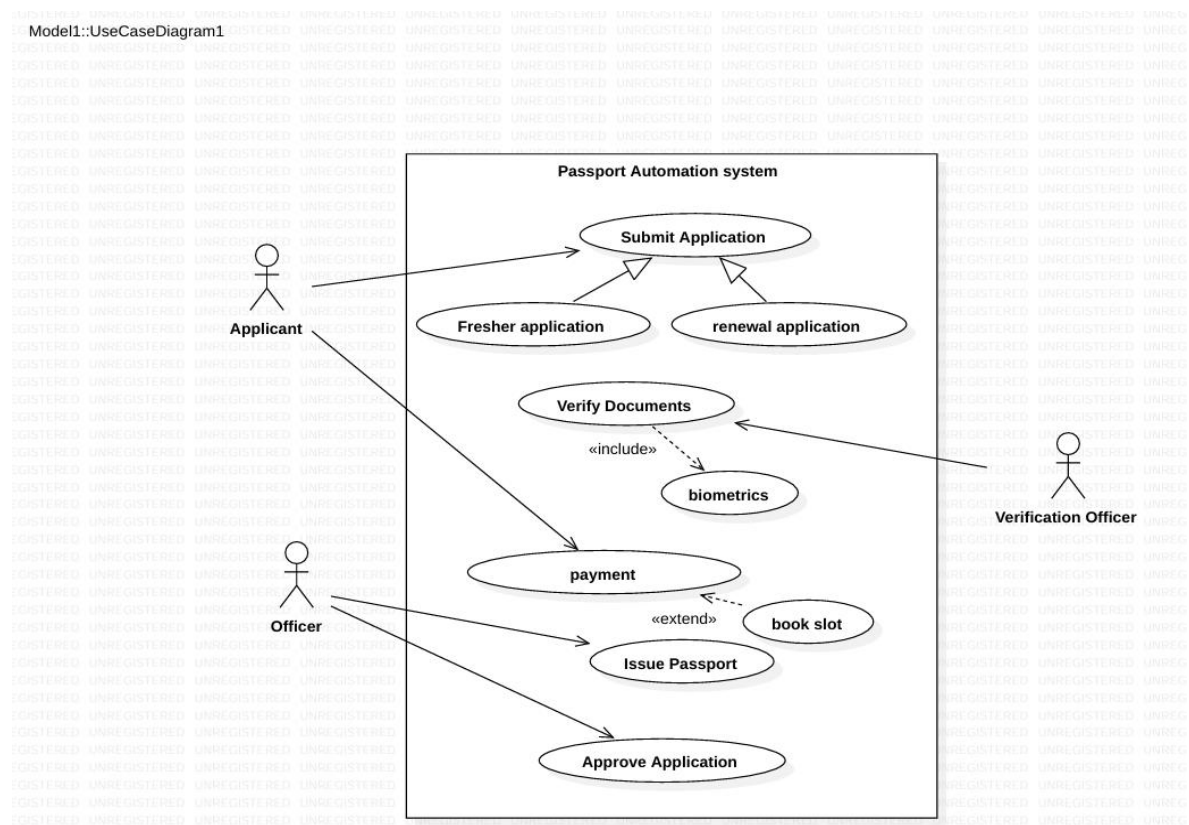 Model1::UseCaseDiagram1
Passport Automation system
Submit Application
Fresher application
renewal application
Applicant
Verify Documents
«include»
biometrics
Verification Officer
payment
Officer
«extend»
book slot
Issue Passport
Approve Application
UNREGISTERED